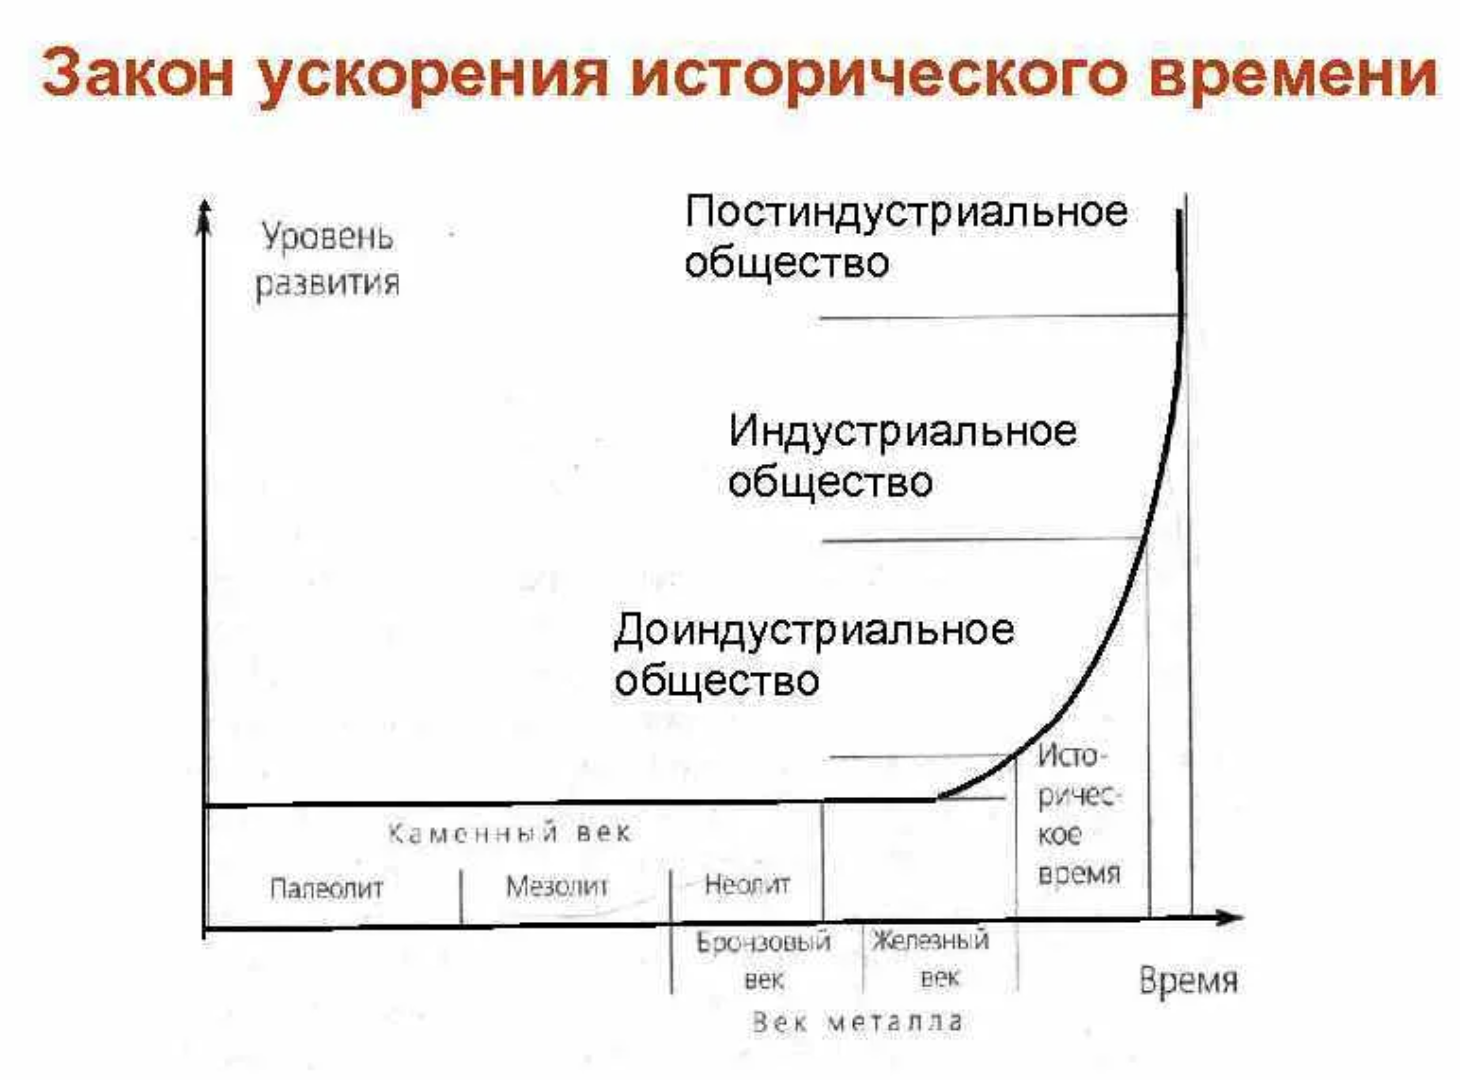 Закон ускорения исторического времени
Уровень
развития
Постиндустриальное
общество
Индустриальное
общество
Доиндустриальное
общество
Исто-
ричес-
кое
время
Каменный век
Палеолит
Мезолит
Неолит
Бронзовый
век
Железный
век
Время
Век металла